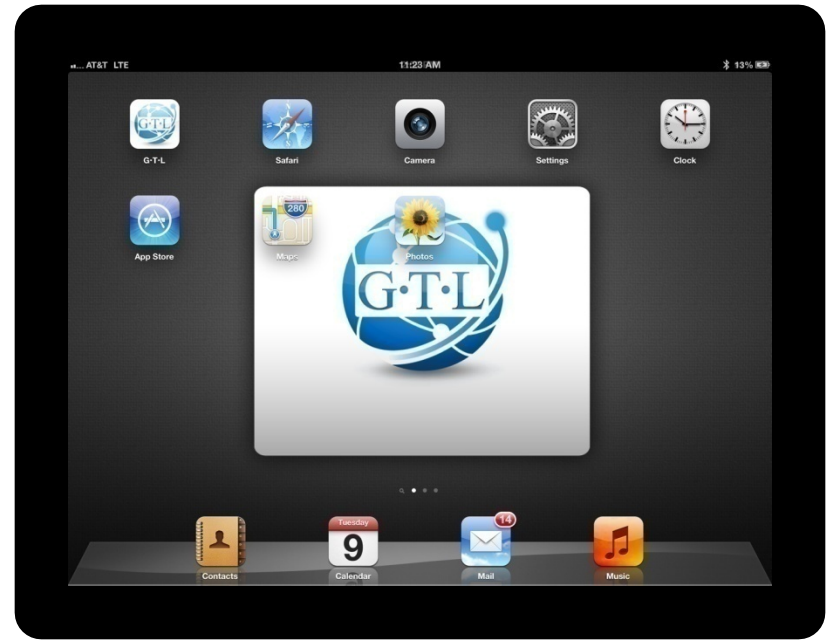 AT&T LTE
11:23 AM
13%
G·T·L
G·T·L
Safari
Camera
Settings
Clock
App Store
280
Maps
Photos
G·T·L
Contacts
Tuesday
9
Calendar
14
Mail
Music